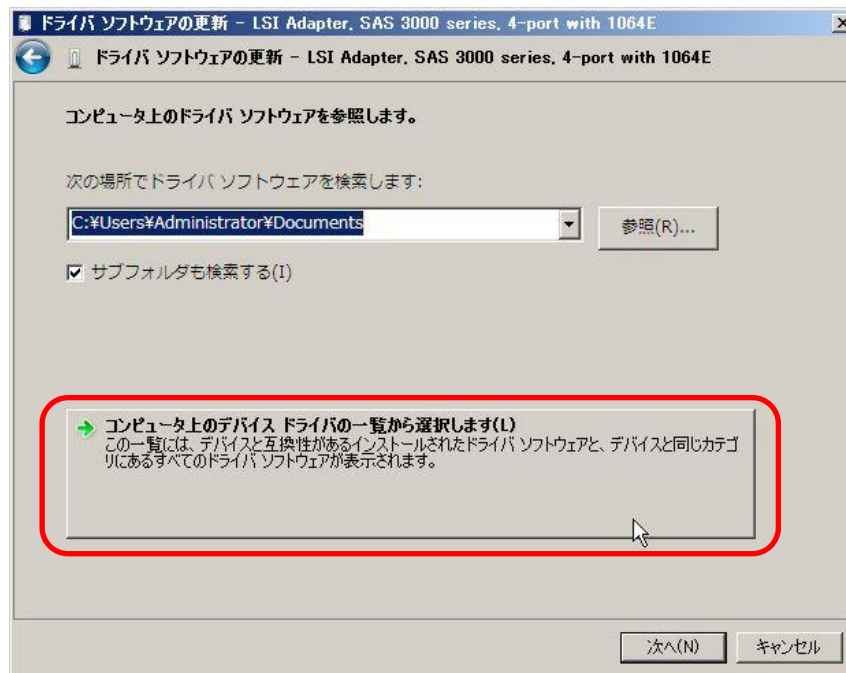 ドライバ ソフトウェアの更新 - LSI Adapter, SAS 3000 series, 4-port with 1064E
ドライバ ソフトウェアの更新 - LSI Adapter, SAS 3000 series, 4-port with 1064E
コンピュータ上のドライバ ソフトウェアを参照します。
次の場所でドライバ ソフトウェアを検索します:
C:¥Users¥Administrator¥Documents
参照(R)...
サブフォルダも検索する(I)
コンピュータ上のデバイス ドライバの一覧から選択します(L)
この一覧には、デバイスと互換性があるインストールされたドライバ ソフトウェアと、デバイスと同じカテゴ
リにあるすべてのドライバ ソフトウェアが表示されます。
次へ(N)
キャンセル